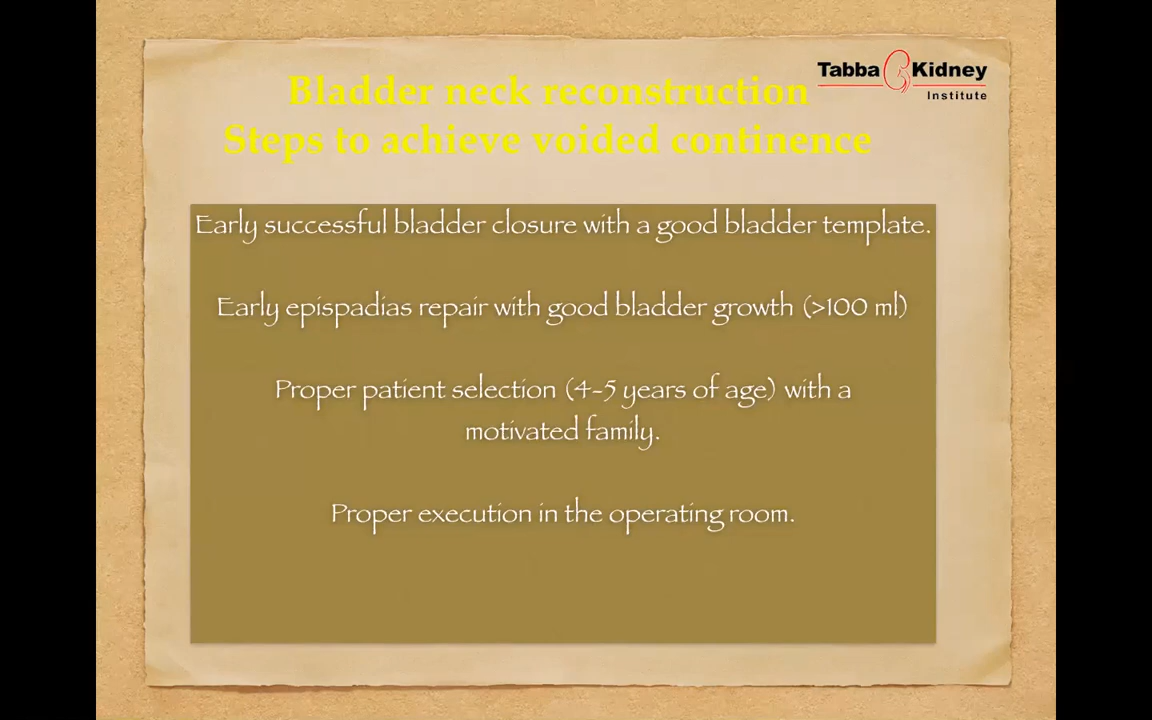 Tabba Kidney
Institute
Bladder neck reconstruction
Steps to achieve voided continence
Early successful bladder closure with a good bladder template.
Early epispadias repair with good bladder growth (>100 ml)
Proper patient selection (4-5 years of age) with a
motivated family.
Proper execution in the operating room.